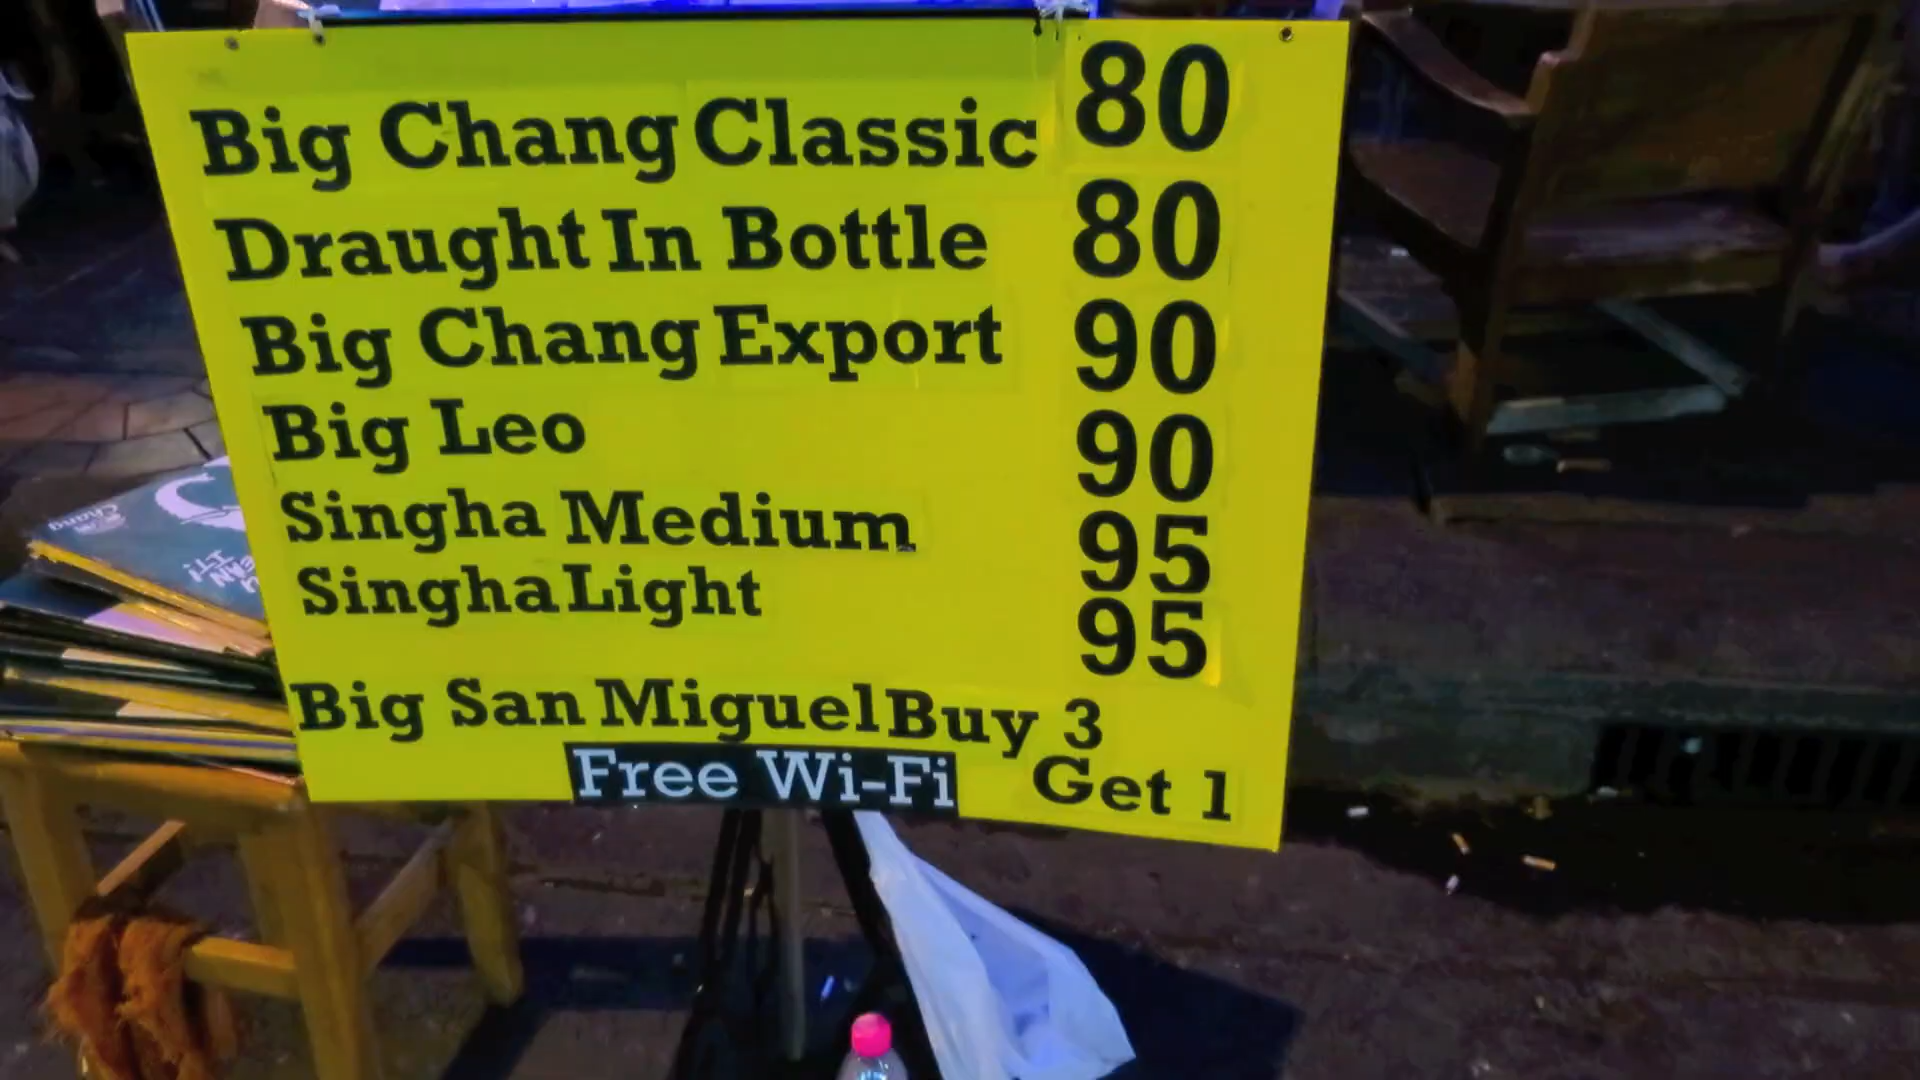 Big Chang Classic 80
Draught In Bottle 80
Big Chang Export 90
Big Leo 90
Singha Medium 95
Singha Light 95
Big San Miguel Buy 3
Get 1
Free Wi-Fi
Chang